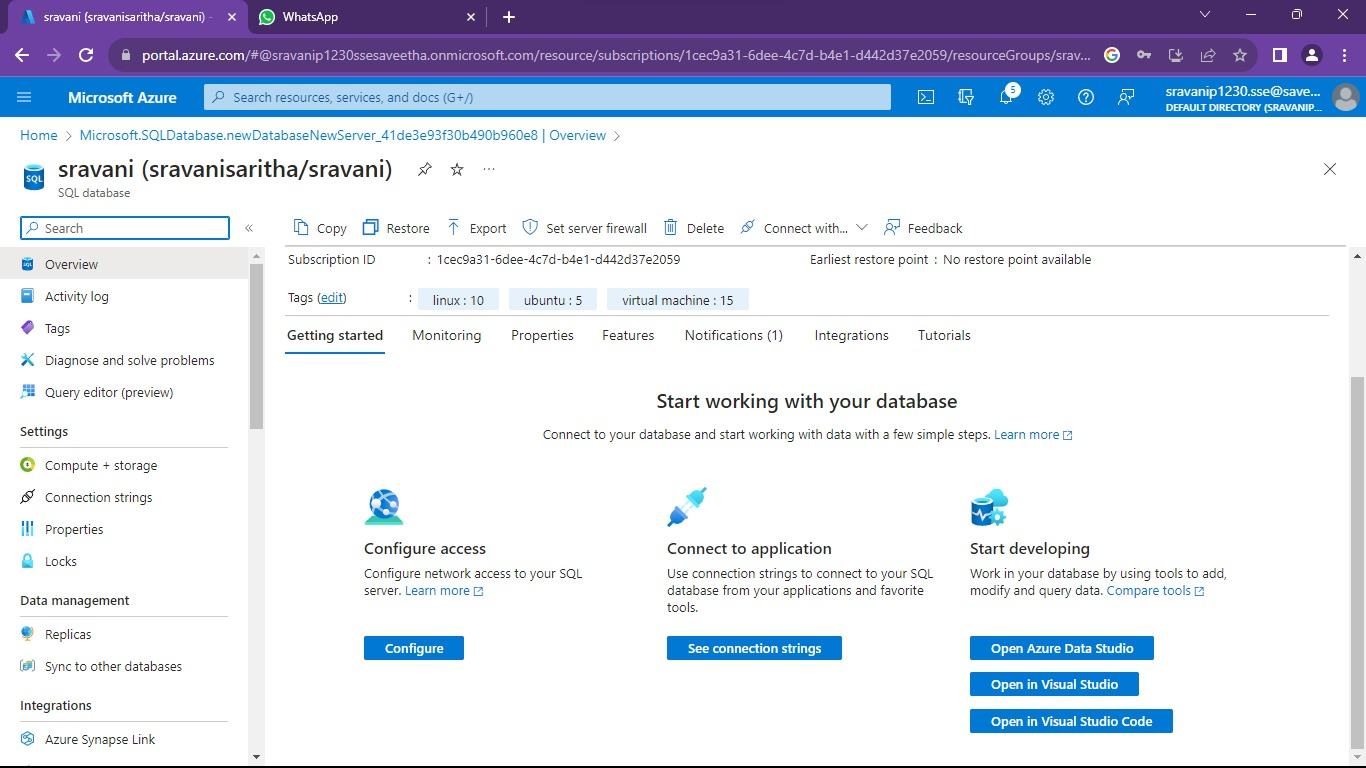 sravani (sravanisaritha/sravani) -
WhatsApp
portal.azure.com/#@sravanip1230ssesaveetha.onmicrosoft.com/resource/subscriptions/1cec9a31-6dee-4c7d-b4e1-d442d37e2059/resourceGroups/srav...
Microsoft Azure
Search resources, services, and docs (G+/)
5
sravanip1230.sse@save...
DEFAULT DIRECTORY (SRAVANIP...
Home > Microsoft.SQLDatabase.newDatabaseNewServer_41de3e93f30b490b960e8 | Overview >
SQL
sravani (sravanisaritha/sravani)
SQL database
Search
Copy Restore Export Set server firewall Delete Connect with... Feedback
Subscription ID : 1cec9a31-6dee-4c7d-b4e1-d442d37e2059
Earliest restore point : No restore point available
Tags (edit) : linux : 10 ubuntu : 5 virtual machine : 15
Overview
Activity log
Tags
Diagnose and solve problems
Query editor (preview)
Settings
Compute + storage
Connection strings
Properties
Locks
Data management
Replicas
Sync to other databases
Integrations
Azure Synapse Link
Getting started Monitoring Properties Features Notifications (1) Integrations Tutorials
Start working with your database
Connect to your database and start working with data with a few simple steps. Learn more
Configure access
Configure network access to your SQL
server. Learn more
Configure
Connect to application
Use connection strings to connect to your SQL
database from your applications and favorite
tools.
See connection strings
Start developing
Work in your database by using tools to add,
modify and query data. Compare tools
Open Azure Data Studio
Open in Visual Studio
Open in Visual Studio Code